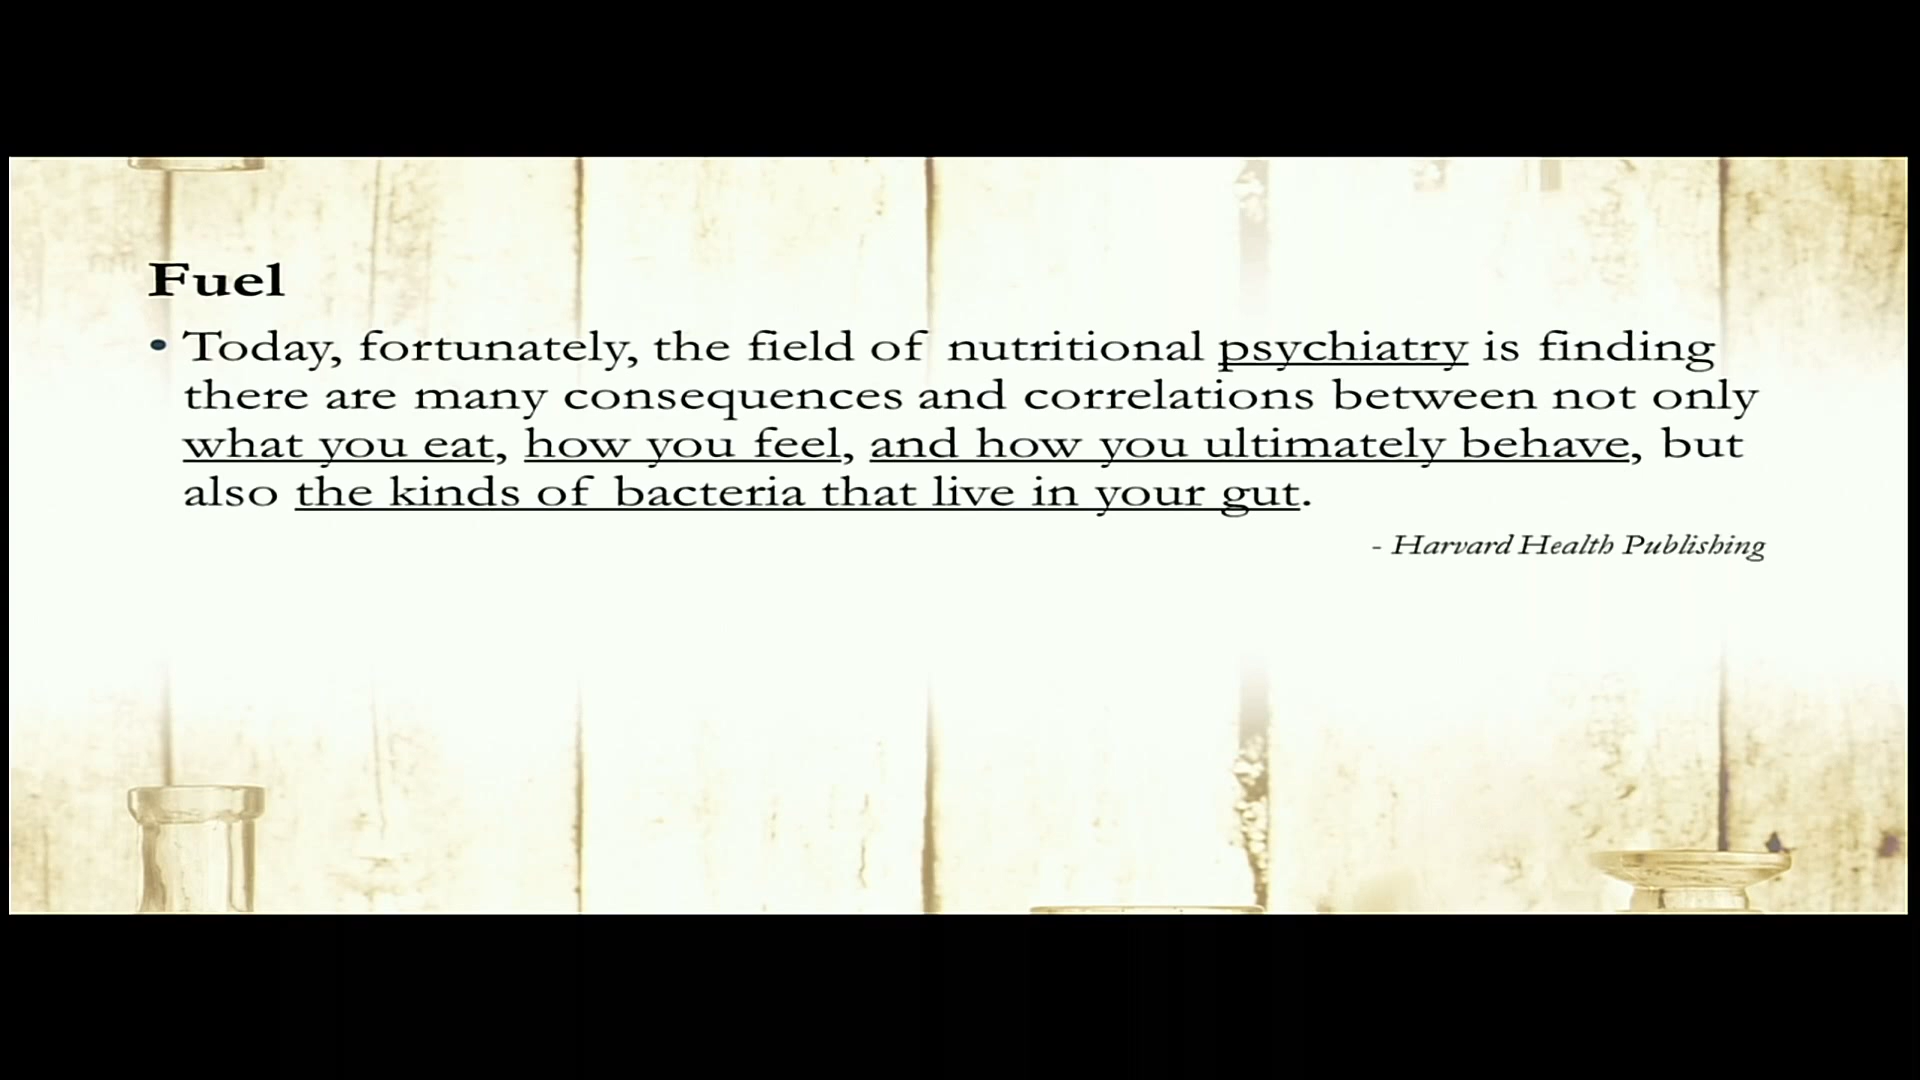 Fuel
• Today, fortunately, the field of nutritional psychiatry is finding
there are many consequences and correlations between not only
what you eat, how you feel, and how you ultimately behave, but
also the kinds of bacteria that live in your gut.
- Harvard Health Publishing